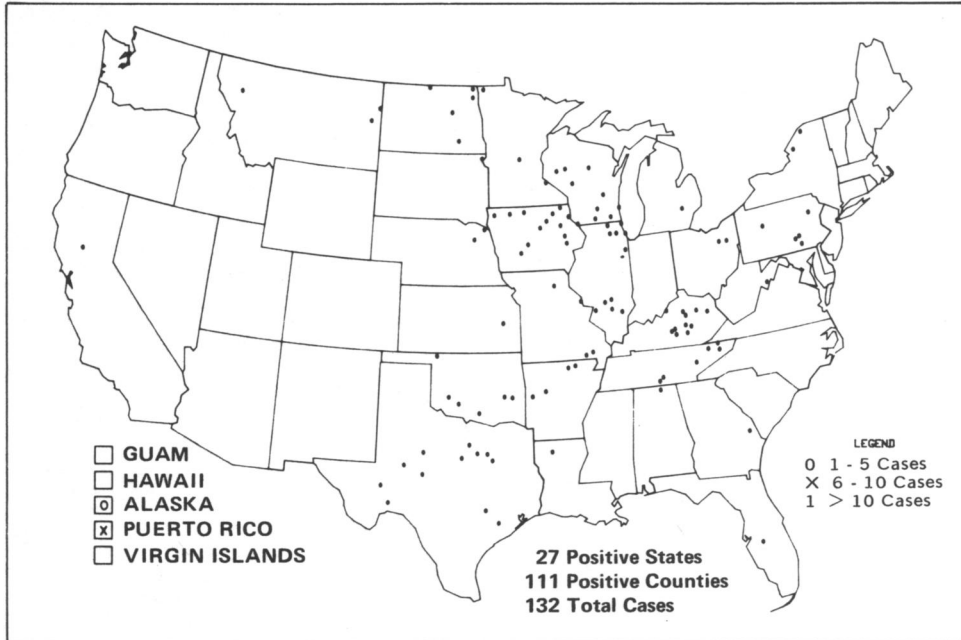 GUAM
HAWAII
o ALASKA
x PUERTO RICO
VIRGIN ISLANDS
27 Positive States
111 Positive Counties
132 Total Cases
LEGEND
0 1 - 5 Cases
X 6 - 10 Cases
1 > 10 Cases